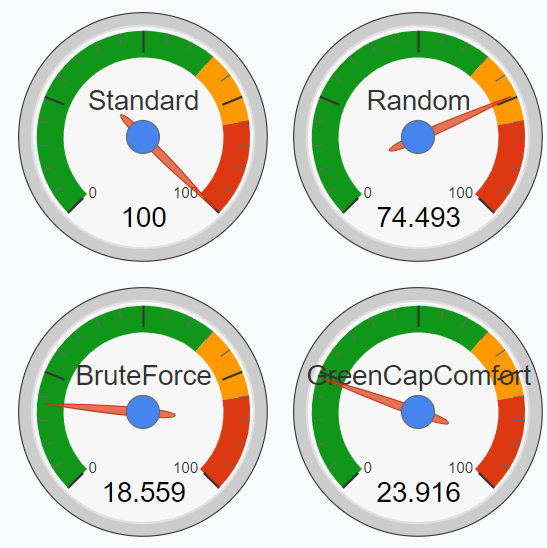 Standard
0 100
100
Random
0 100
74.493
BruteForce
0 100
18.559
GreenCapComfort
0 100
23.916